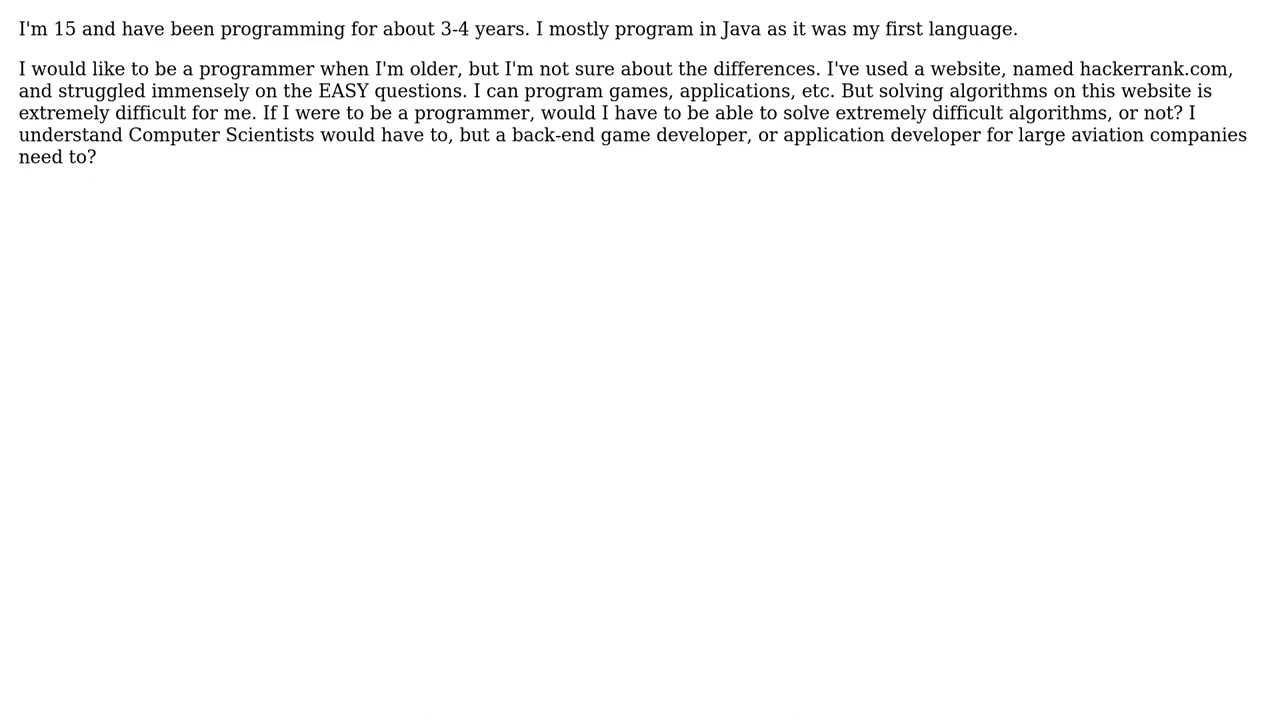 I'm 15 and have been programming for about 3-4 years. I mostly program in Java as it was my first language.
I would like to be a programmer when I'm older, but I'm not sure about the differences. I've used a website, named hackerrank.com,
and struggled immensely on the EASY questions. I can program games, applications, etc. But solving algorithms on this website is
extremely difficult for me. If I were to be a programmer, would I have to be able to solve extremely difficult algorithms, or not? I
understand Computer Scientists would have to, but a back-end game developer, or application developer for large aviation companies
need to?